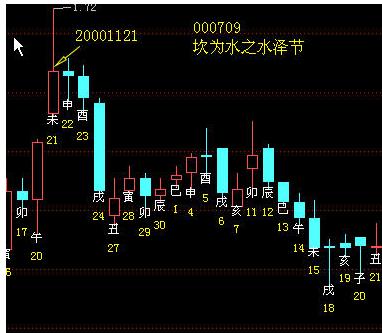 1.72
20001121
000709
坎为水之水泽节
寅
6
卯
17
午
20
未
21
申
22
酉
23
戌
24
丑
27
寅
28
卯
29
辰
30
巳
1
申
4
酉
5
戌
6
亥
7
卯
11
辰
12
巳
13
午
14
未
15
戌
18
亥
19
子
20
丑
21